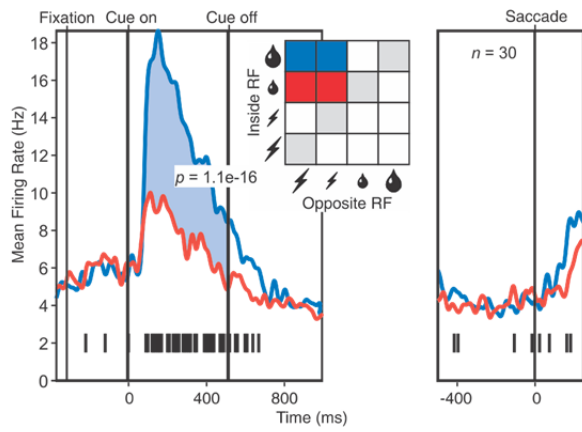 Fixation Cue on Cue off Saccade
18
16
14
12
10
8
6
4
2
0
Mean Firing Rate (Hz)
p = 1.1e-16
Inside RF
Opposite RF
n = 30
0 400 800
Time (ms)
-400 0